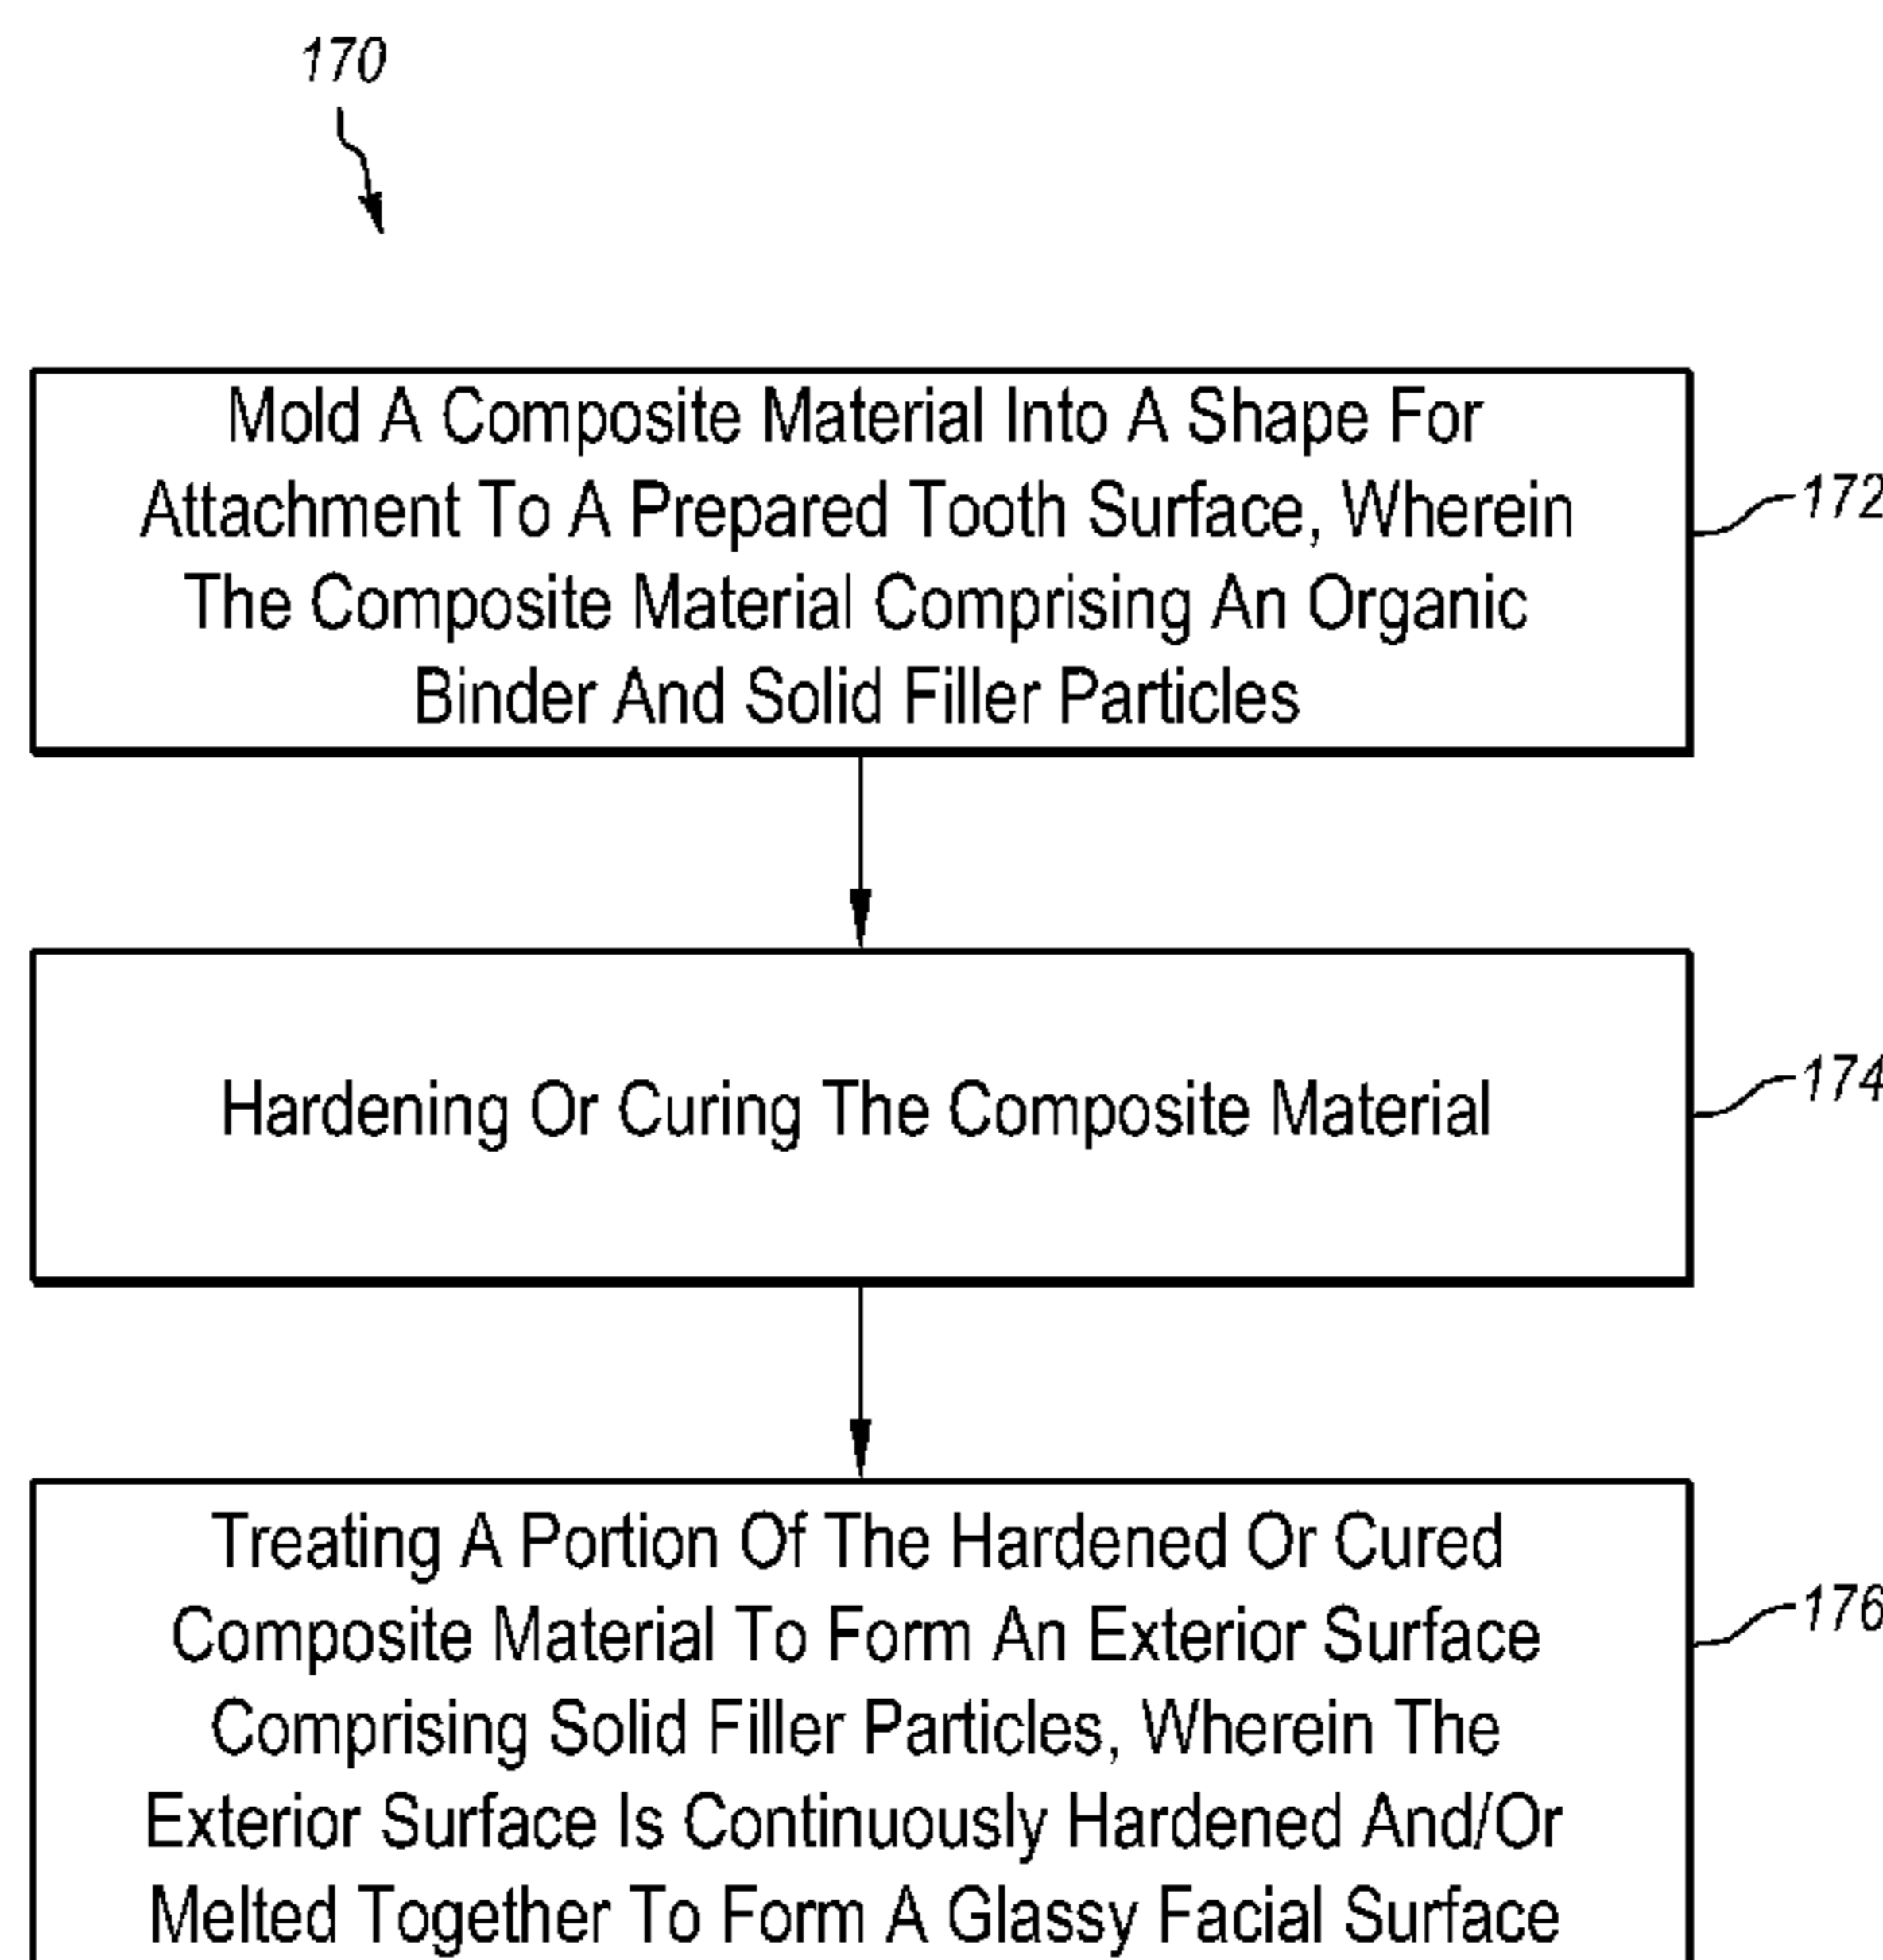 170
Mold A Composite Material Into A Shape For
Attachment To A Prepared Tooth Surface, Wherein
The Composite Material Comprising An Organic
Binder And Solid Filler Particles
172
Hardening Or Curing The Composite Material
174
Treating A Portion Of The Hardened Or Cured
Composite Material To Form An Exterior Surface
Comprising Solid Filler Particles, Wherein The
Exterior Surface Is Continuously Hardened And/Or
Melted Together To Form A Glassy Facial Surface
176